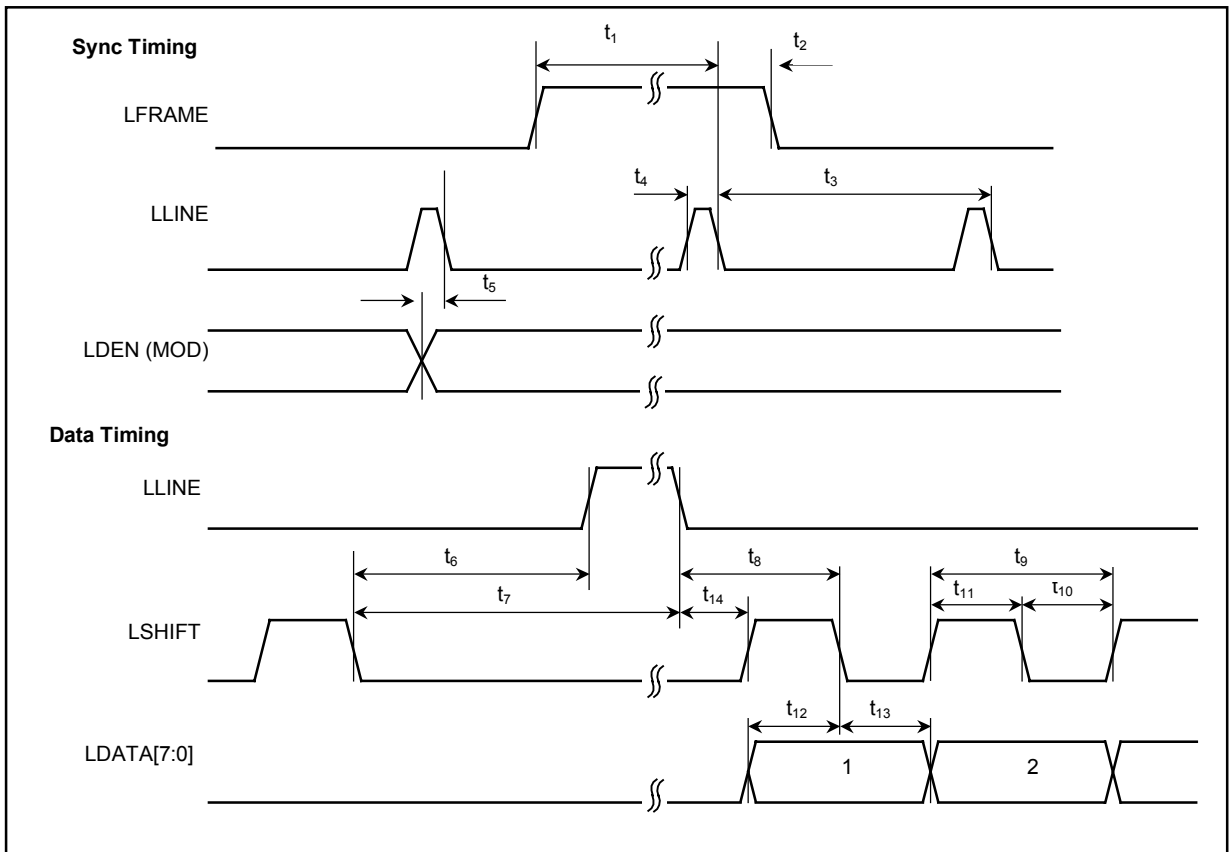 Sync Timing
t1
t2
LFRAME
t4
t3
LLINE
t5
LDEN (MOD)
Data Timing
LLINE
t6
t8
t9
t7
t14
t11
τ10
LSHIFT
t12
t13
LDATA[7:0]
1
2